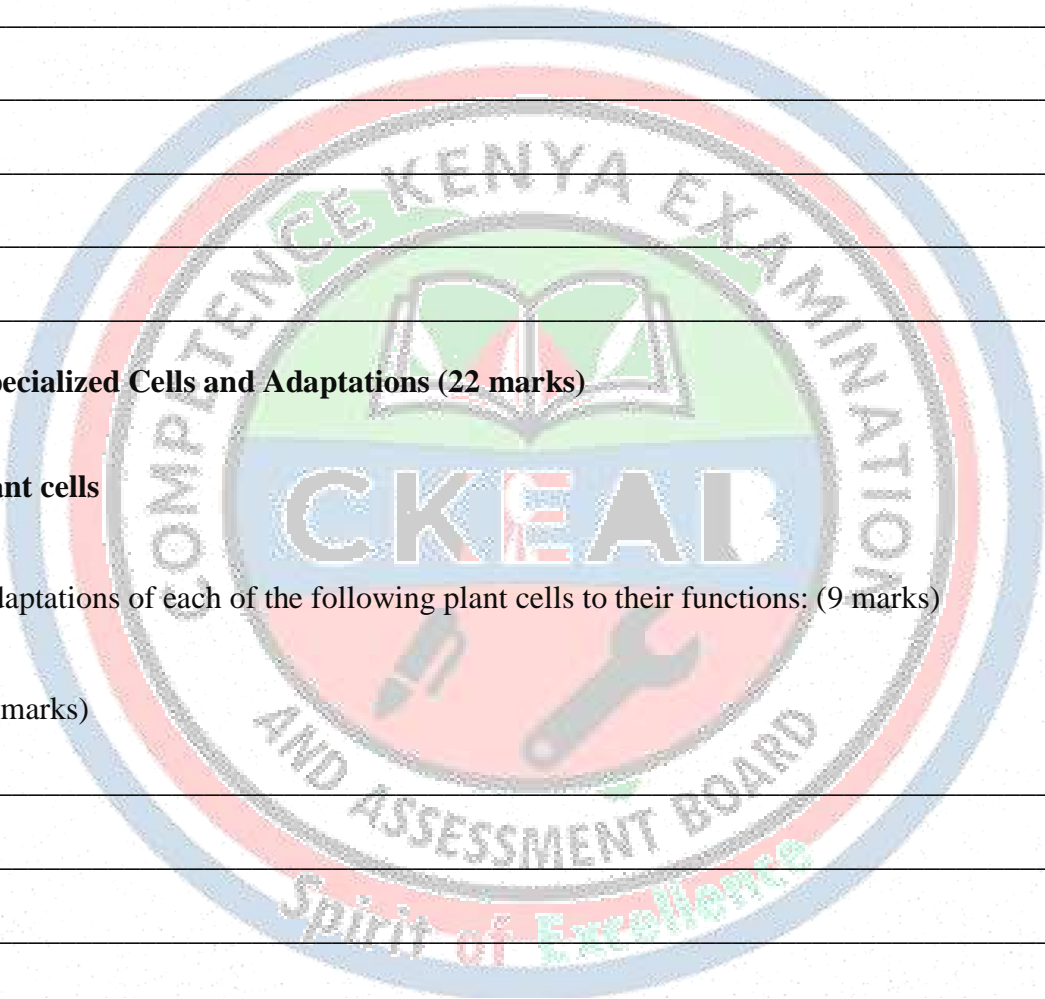 COMPETENCE KENYA EXAMINATION
pecialized Cells and Adaptations (22 marks)
ant cells
CKEAB
daptations of each of the following plant cells to their functions: (9 marks)
marks)
AND ASSESSMENT BOARD
Spirit of Excellence